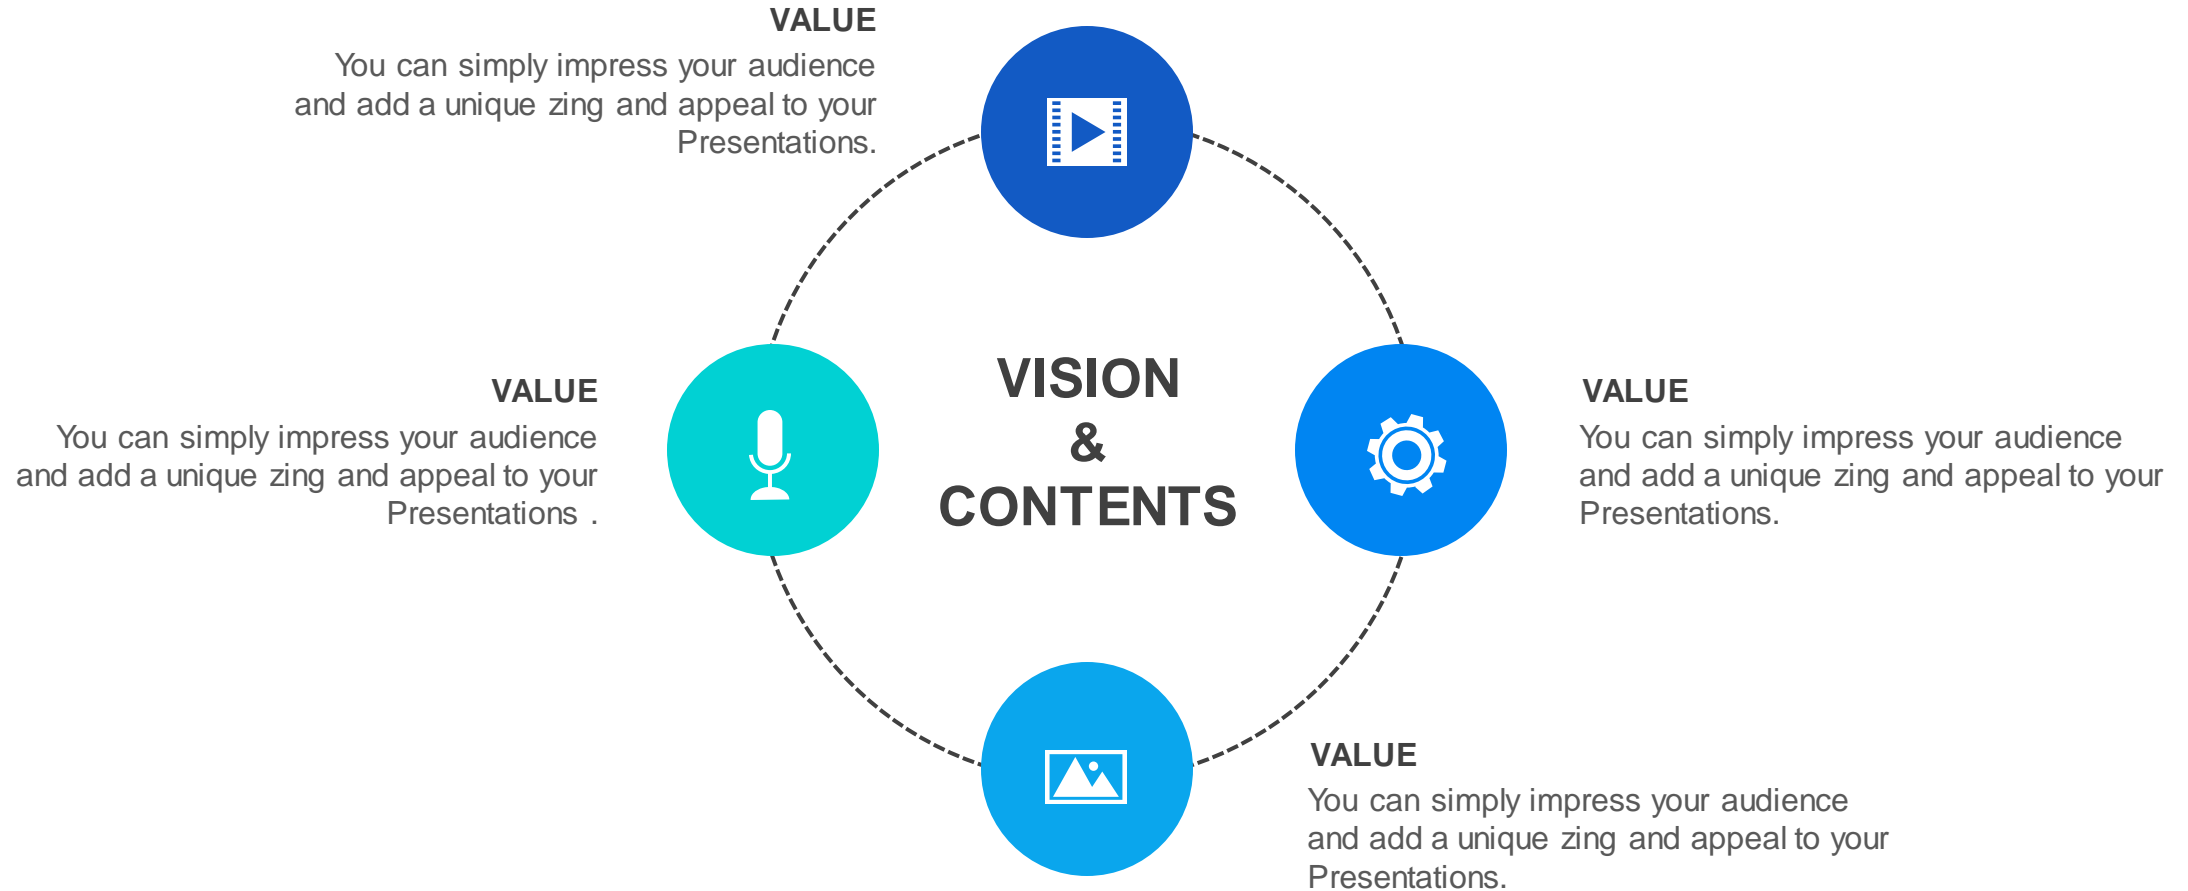 VALUE
You can simply impress your audience
and add a unique zing and appeal to your
Presentations.
VALUE
You can simply impress your audience
and add a unique zing and appeal to your
Presentations .
VISION
&
CONTENTS
VALUE
You can simply impress your audience
and add a unique zing and appeal to your
Presentations.
VALUE
You can simply impress your audience
and add a unique zing and appeal to your
Presentations.